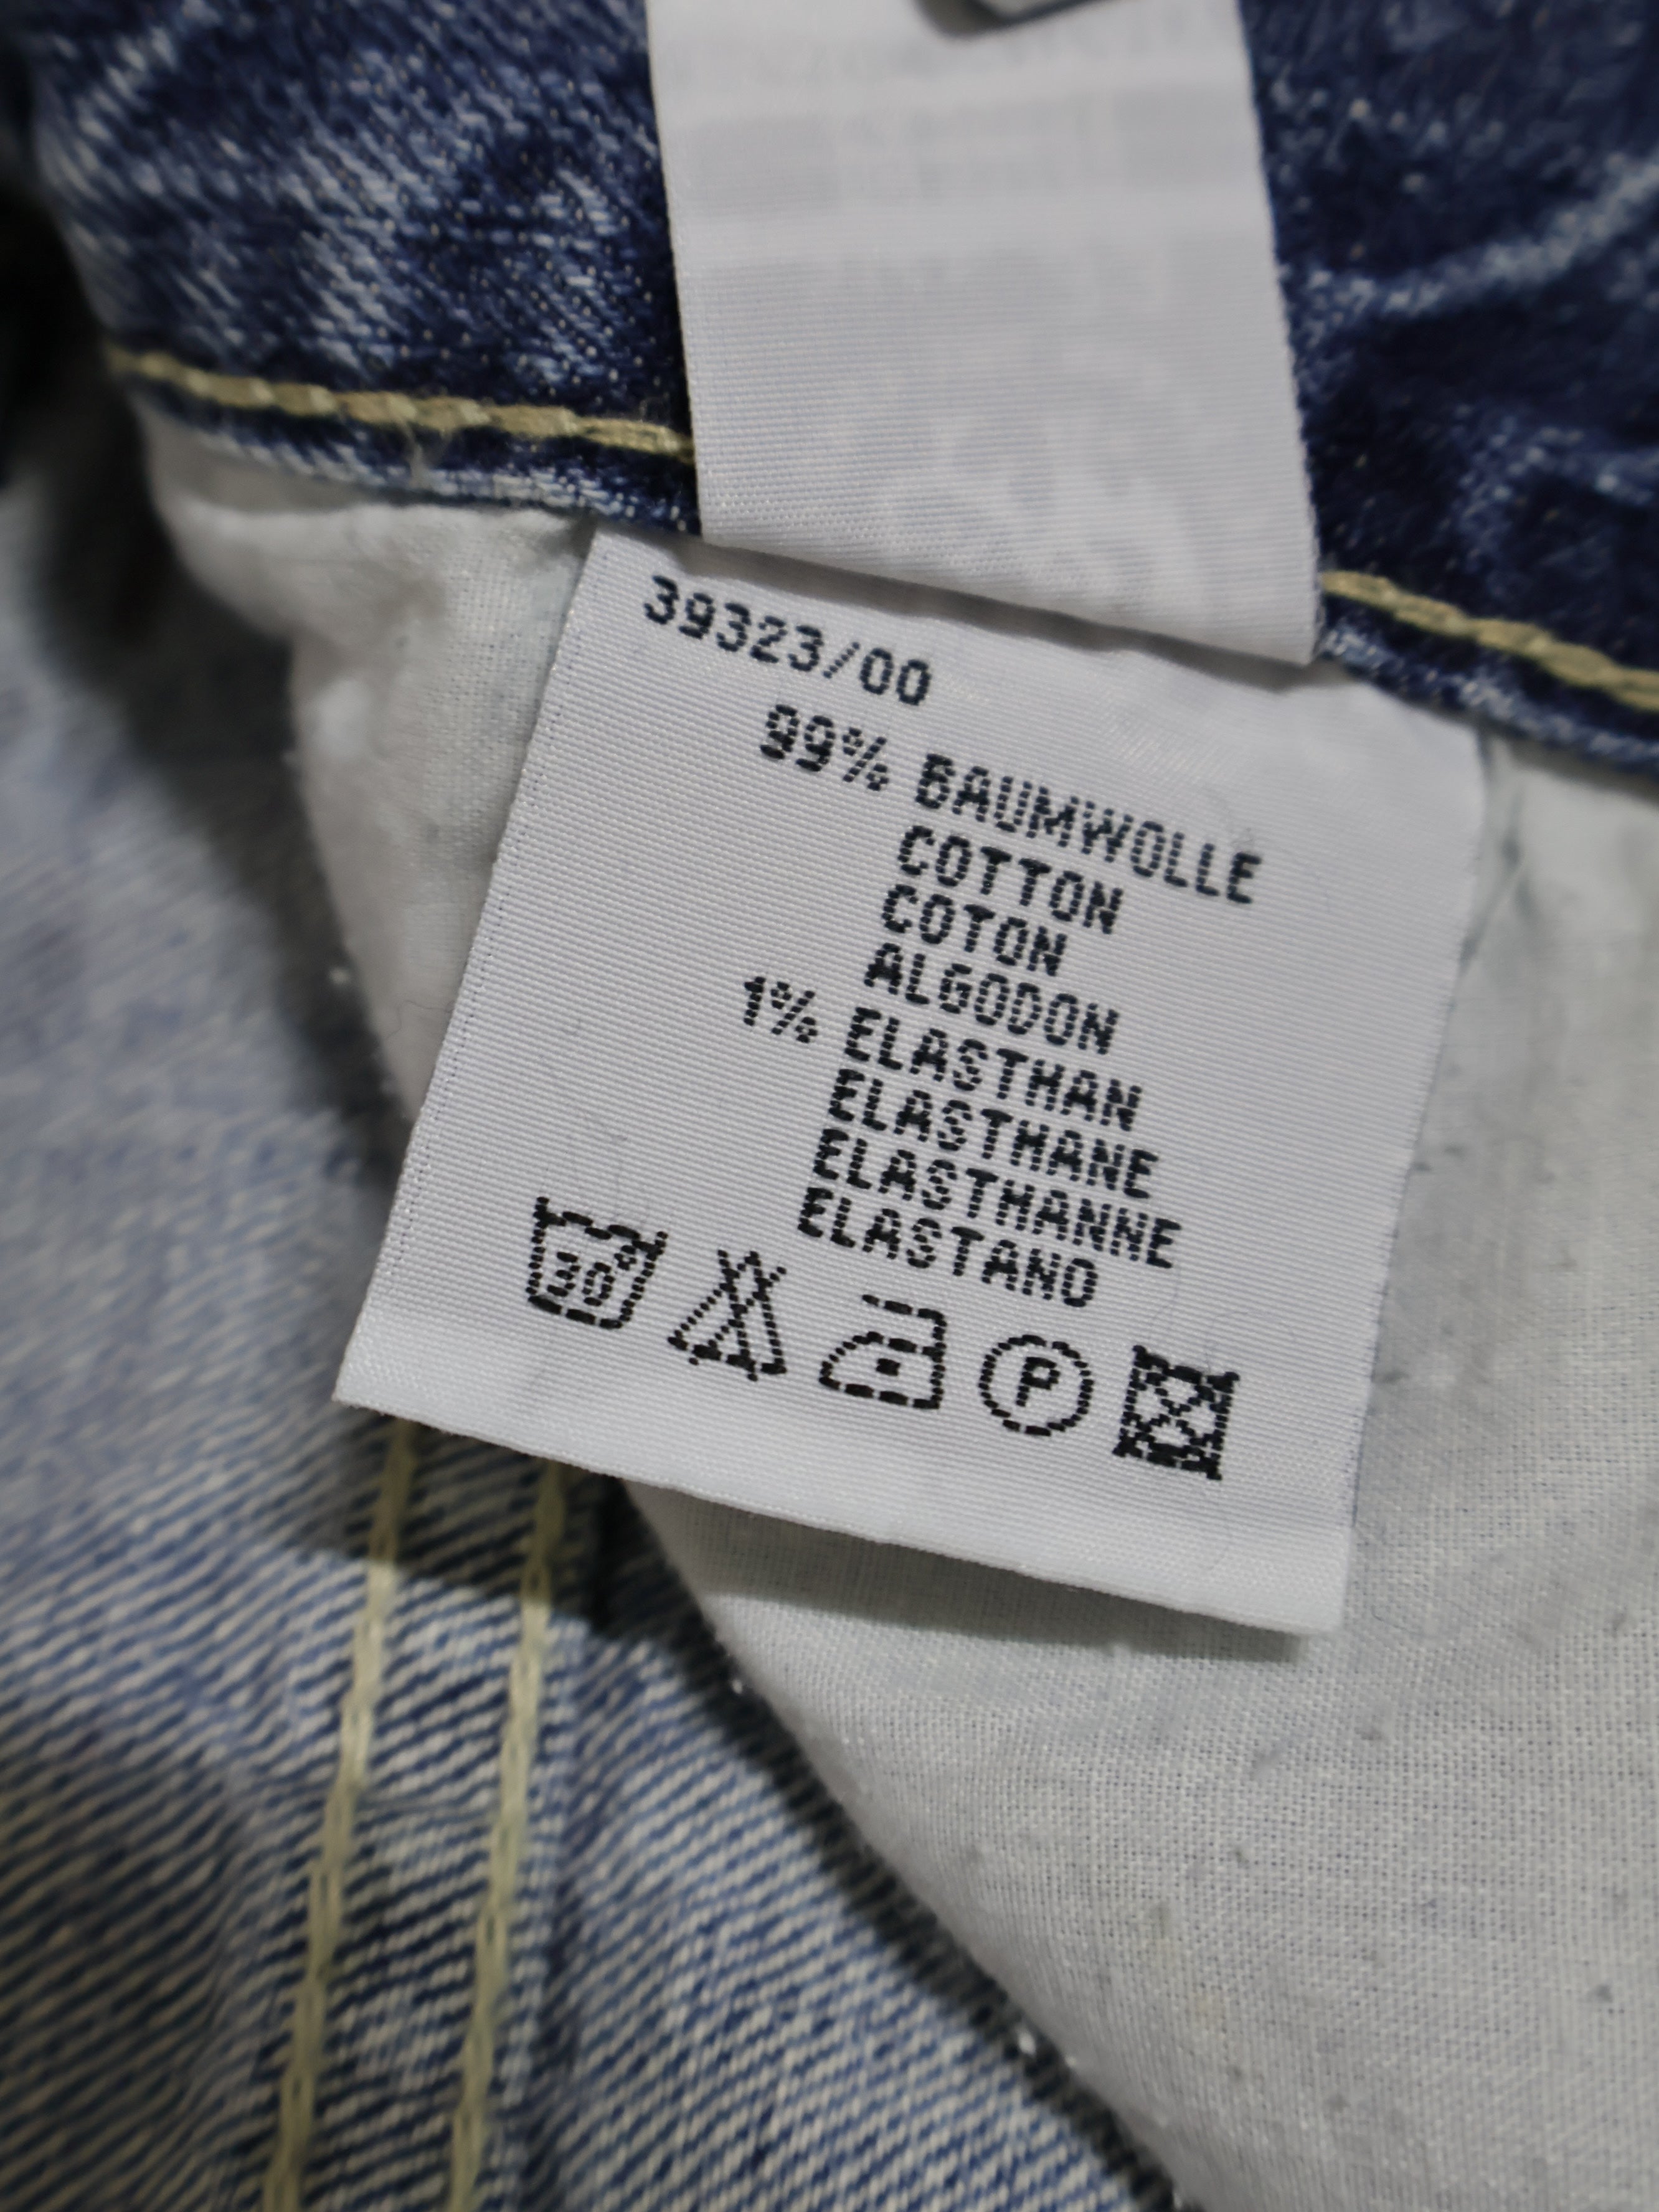 39323/00
99% BAUMWOLLE
COTTON
COTON
ALGODON
1% ELASTHAN
ELASTHANE
ELASTHANNE
ELASTANO
30°
P